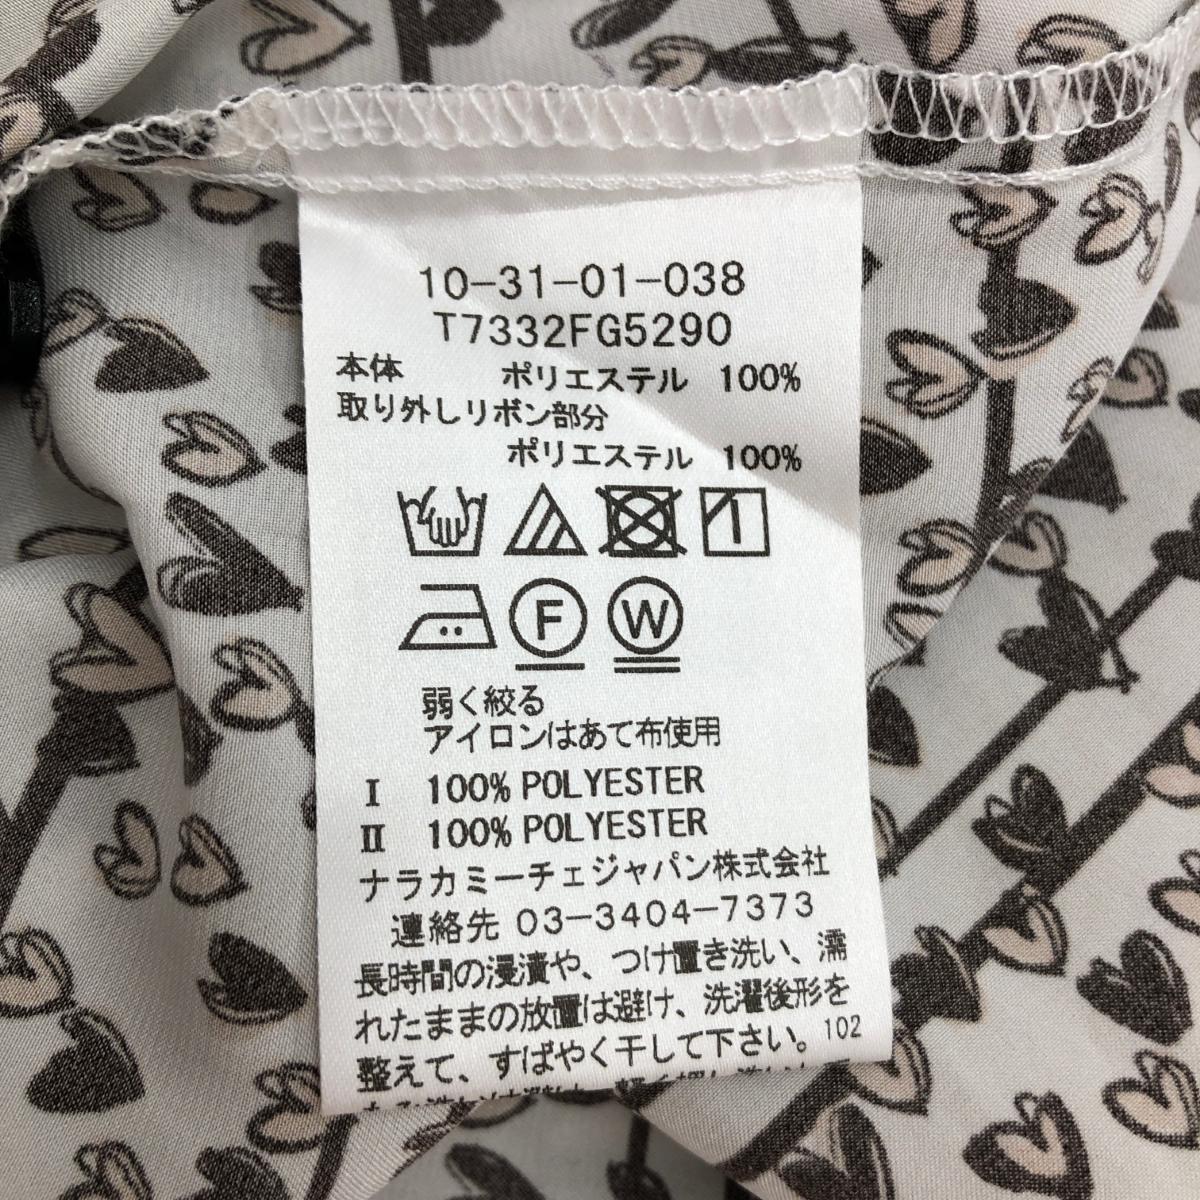 10-31-01-038
T7332FG5290
本体 ポリエステル 100%
取り外しリボン部分
ポリエステル 100%
F W
弱く絞る
アイロンはあて布使用
I 100% POLYESTER
II 100% POLYESTER
ナラカミーチェジャパン株式会社
連絡先 03-3404-7373
長時間の浸漬や、つけ置き洗い、濡
れたままの放置は避け、洗濯後形を
整えて、すばやく干して下さい。102